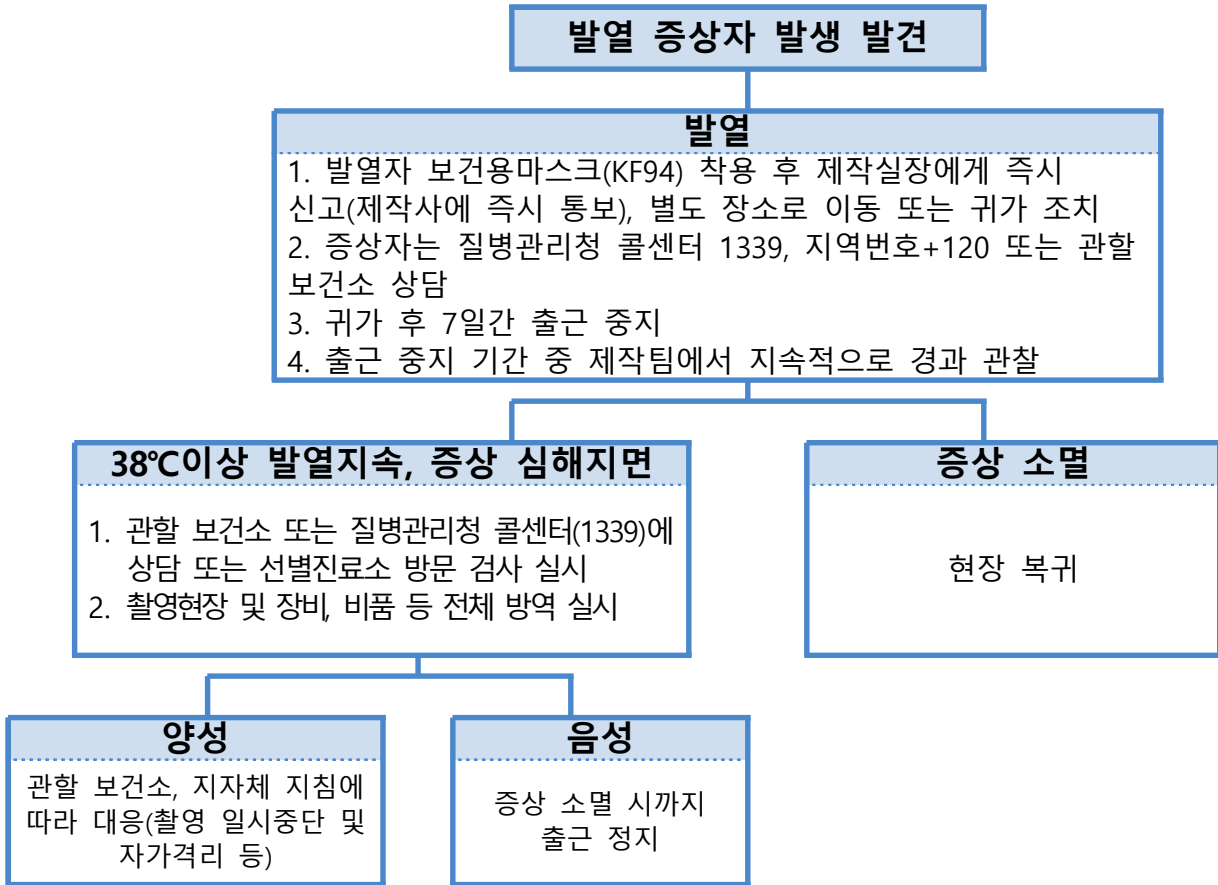 발열 증상자 발생 발견
발열
1. 발열자 보건용마스크(KF94) 착용 후 제작실장에게 즉시
신고(제작사에 즉시 통보), 별도 장소로 이동 또는 귀가 조치
2. 증상자는 질병관리청 콜센터 1339, 지역번호+120 또는 관할
보건소 상담
3. 귀가 후 7일간 출근 중지
4. 출근 중지 기간 중 제작팀에서 지속적으로 경과 관찰
38℃이상 발열지속, 증상 심해지면
1. 관할 보건소 또는 질병관리청 콜센터(1339)에
상담 또는 선별진료소 방문 검사 실시
2. 촬영현장 및 장비, 비품 등 전체 방역 실시
증상 소멸
현장 복귀
양성
관할 보건소, 지자체 지침에
따라 대응(촬영 일시중단 및
자가격리 등)
음성
증상 소멸 시까지
출근 정지